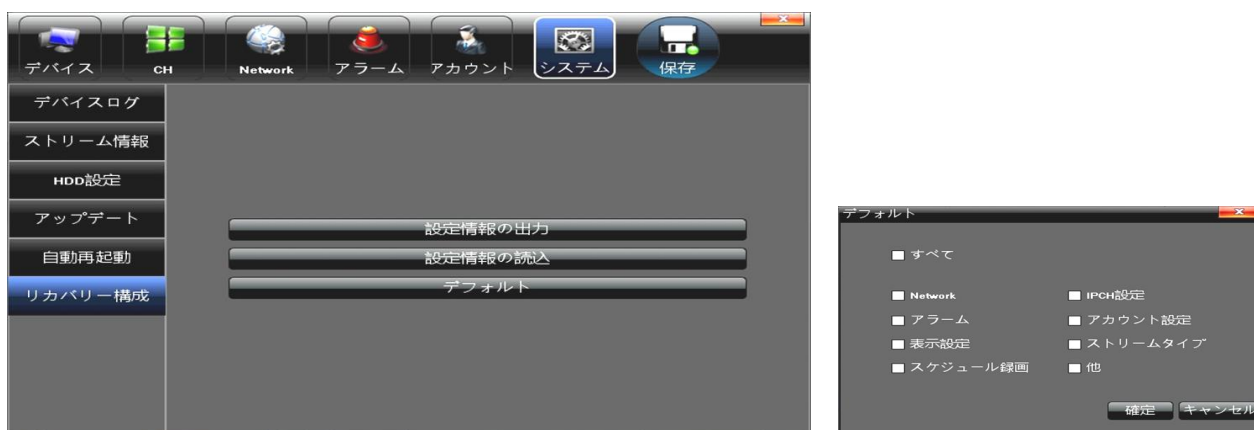 デバイス CH Network アラーム アカウント システム 保存
デバイスログ
ストリーム情報
HDD設定
アップデート
自動再起動
リカバリー構成
設定情報の出力
設定情報の読込
デフォルト
デフォルト
すべて
Network IPCH設定
アラーム アカウント設定
表示設定 ストリームタイプ
スケジュール録画 他
確定 キャンセル